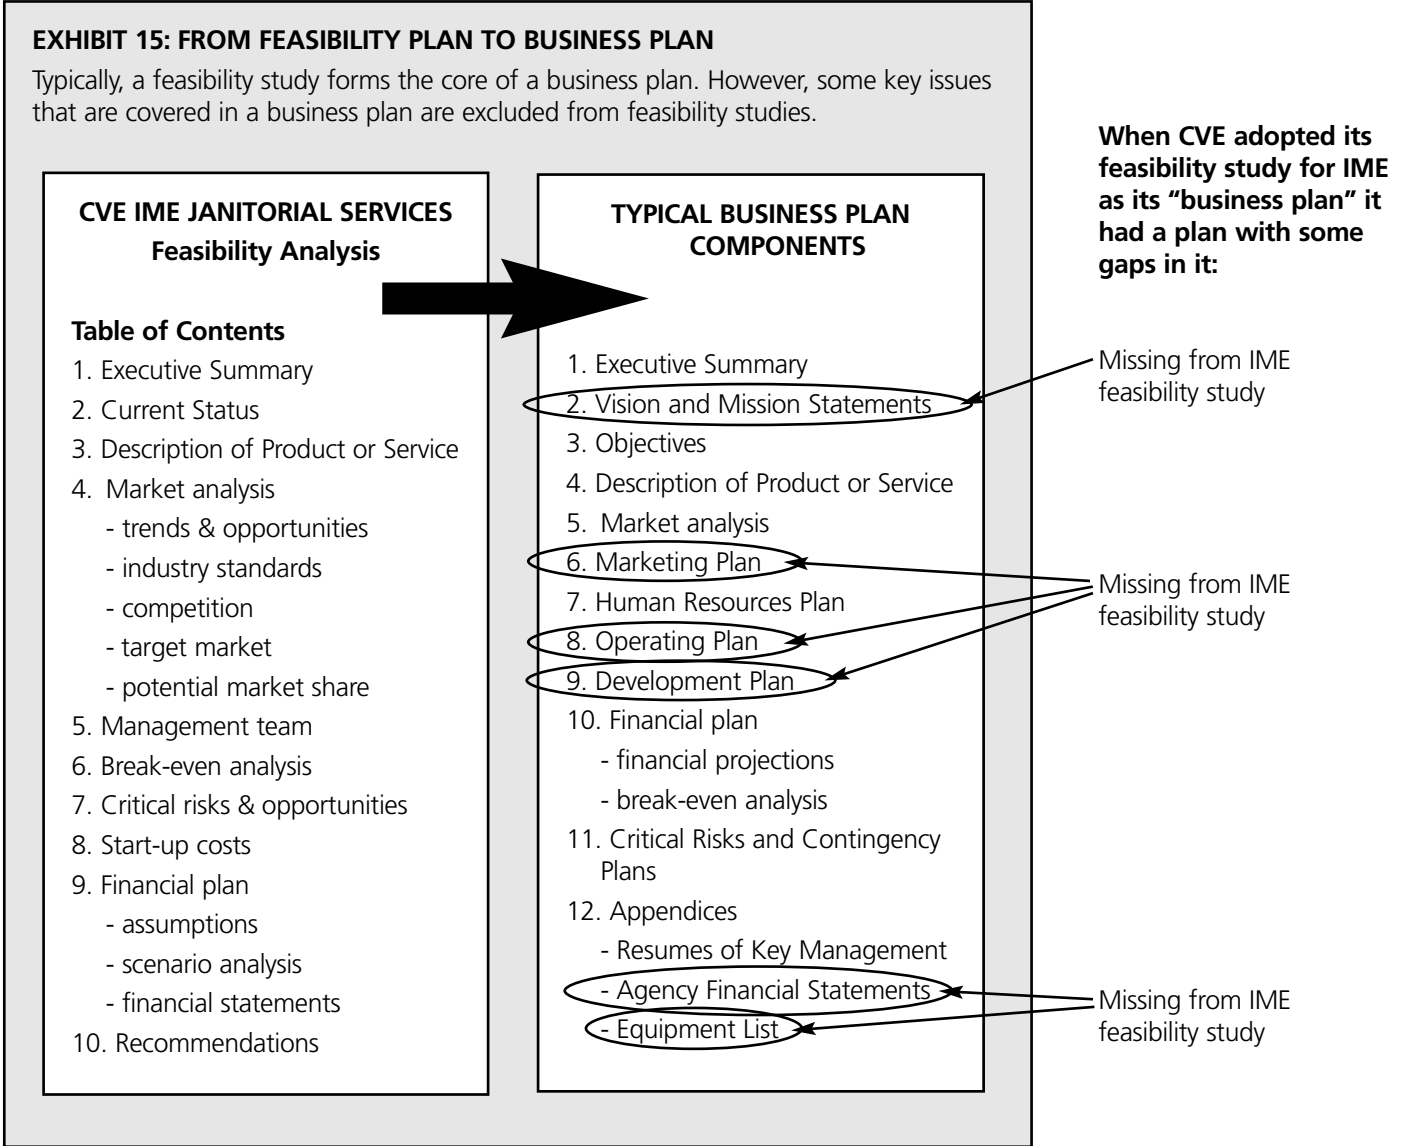 EXHIBIT 15: FROM FEASIBILITY PLAN TO BUSINESS PLAN
Typically, a feasibility study forms the core of a business plan. However, some key issues
that are covered in a business plan are excluded from feasibility studies.
CVE IME JANITORIAL SERVICES
Feasibility Analysis
Table of Contents
1. Executive Summary
2. Current Status
3. Description of Product or Service
4. Market analysis
- trends & opportunities
- industry standards
- competition
- target market
- potential market share
5. Management team
6. Break-even analysis
7. Critical risks & opportunities
8. Start-up costs
9. Financial plan
- assumptions
- scenario analysis
- financial statements
10. Recommendations
TYPICAL BUSINESS PLAN
COMPONENTS
1. Executive Summary
2. Vision and Mission Statements
3. Objectives
4. Description of Product or Service
5. Market analysis
6. Marketing Plan
7. Human Resources Plan
8. Operating Plan
9. Development Plan
10. Financial plan
- financial projections
- break-even analysis
11. Critical Risks and Contingency
Plans
12. Appendices
- Resumes of Key Management
- Agency Financial Statements
- Equipment List
When CVE adopted its
feasibility study for IME
as its “business plan” it
had a plan with some
gaps in it:
Missing from IME
feasibility study
Missing from IME
feasibility study
Missing from IME
feasibility study